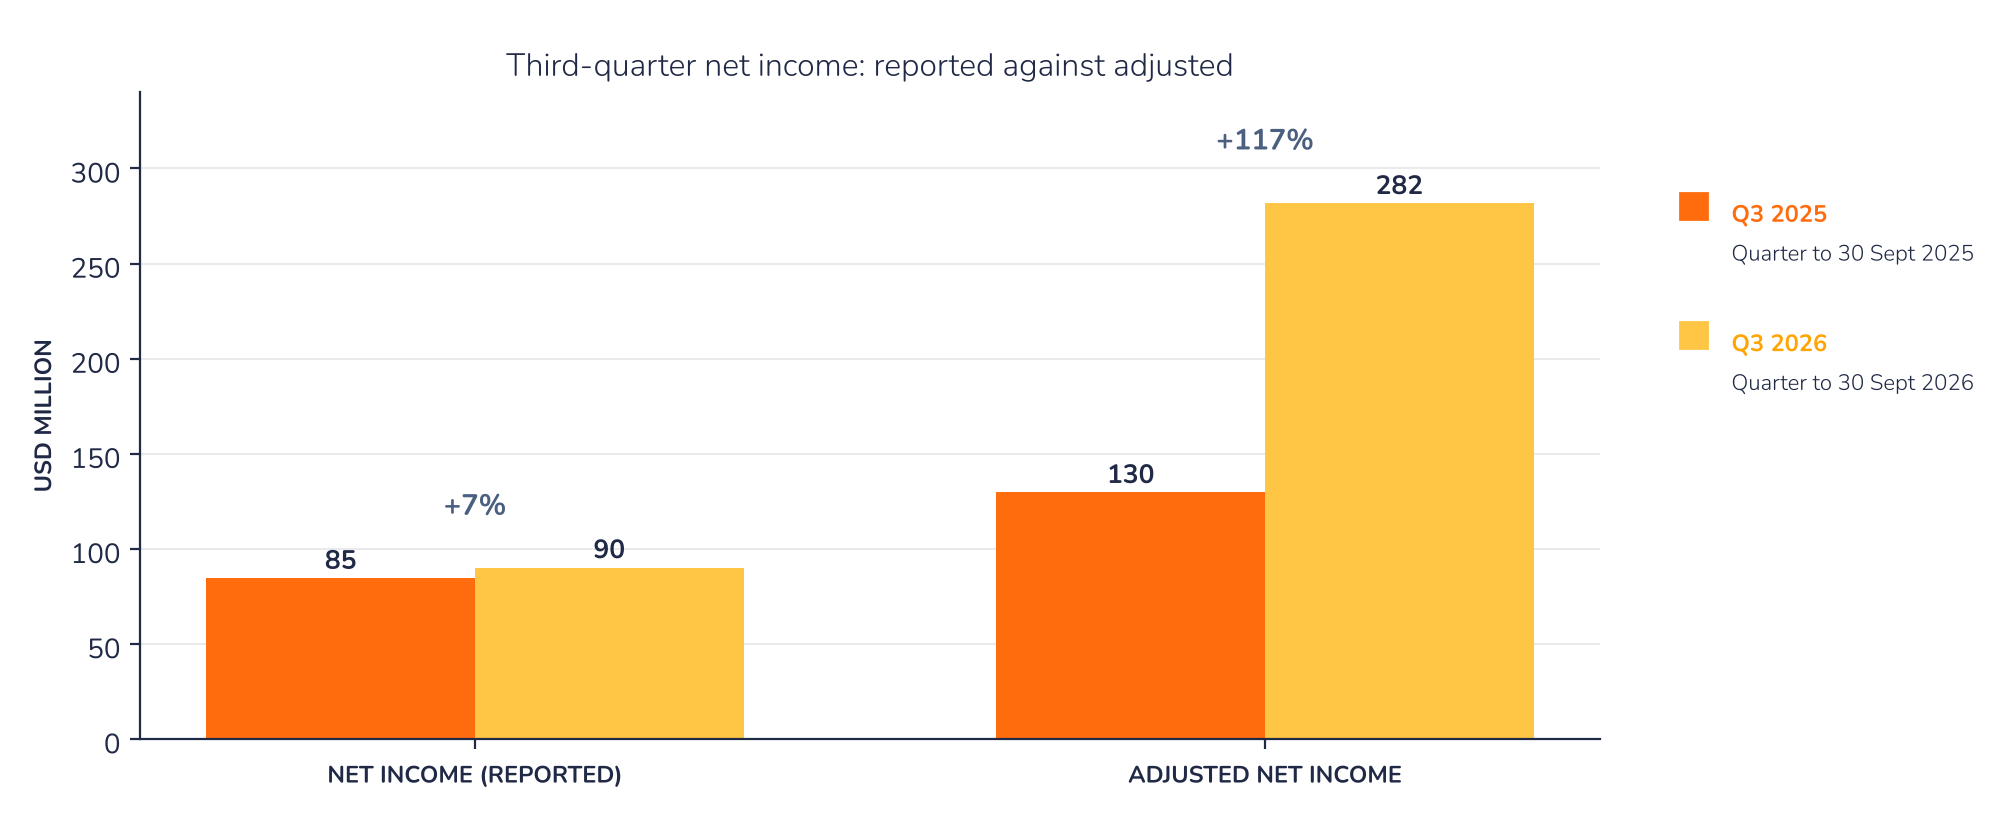 Third-quarter net income: reported against adjusted
USD MILLION
300
250
200
150
100
50
0
+7%
85
90
+117%
130
282
NET INCOME (REPORTED)
ADJUSTED NET INCOME
Q3 2025
Quarter to 30 Sept 2025
Q3 2026
Quarter to 30 Sept 2026